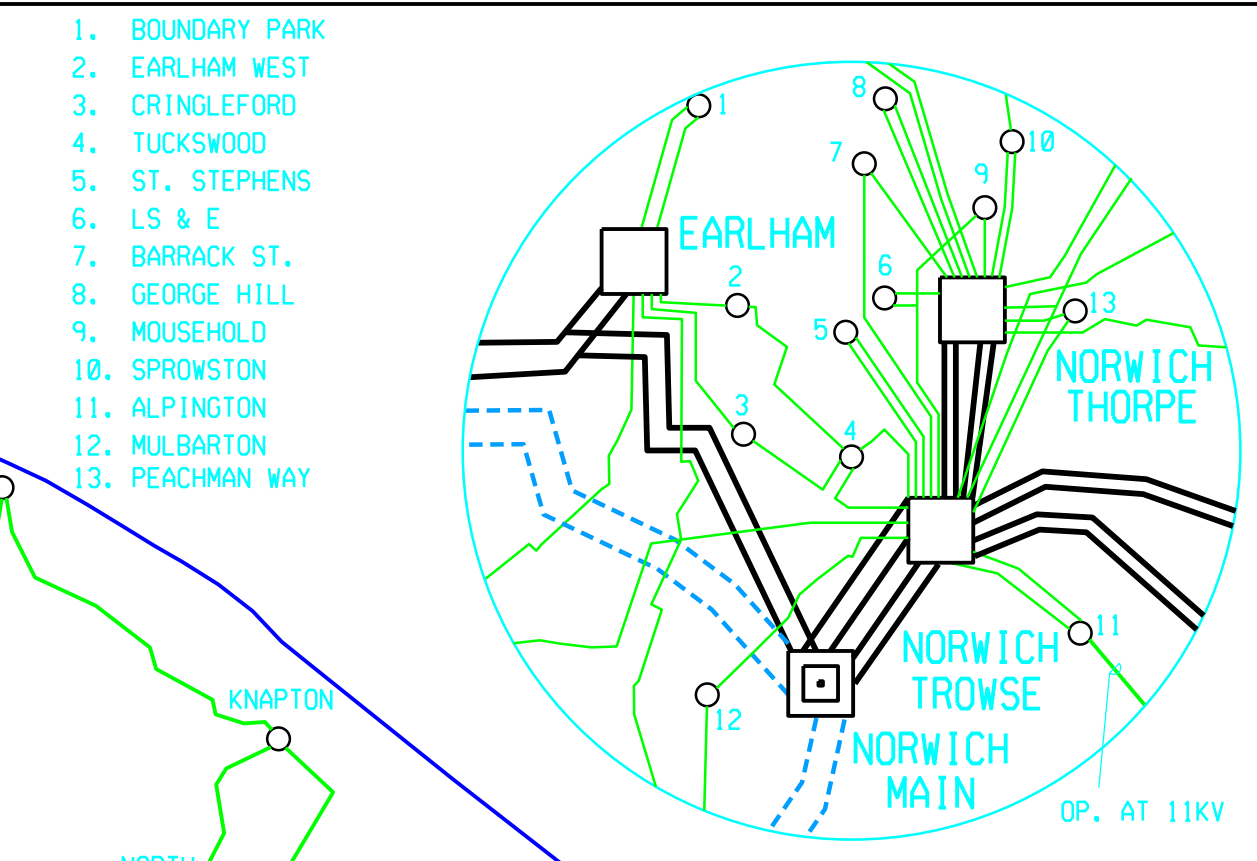 1. BOUNDARY PARK
2. EARLHAM WEST
3. CRINGLEFORD
4. TUCKSWOOD
5. ST. STEPHENS
6. LS & E
7. BARRACK ST.
8. GEORGE HILL
9. MOUSEHOLD
10. SPROWSTON
11. ALPINGTON
12. MULBARTON
13. PEACHMAN WAY
1
8
10
7
9
EARLHAM
6
2
13
5
NORWICH
THORPE
3
4
11
NORWICH
TROWSE
KNAPTON
12
NORWICH
MAIN
OP. AT 11KV
NORTH